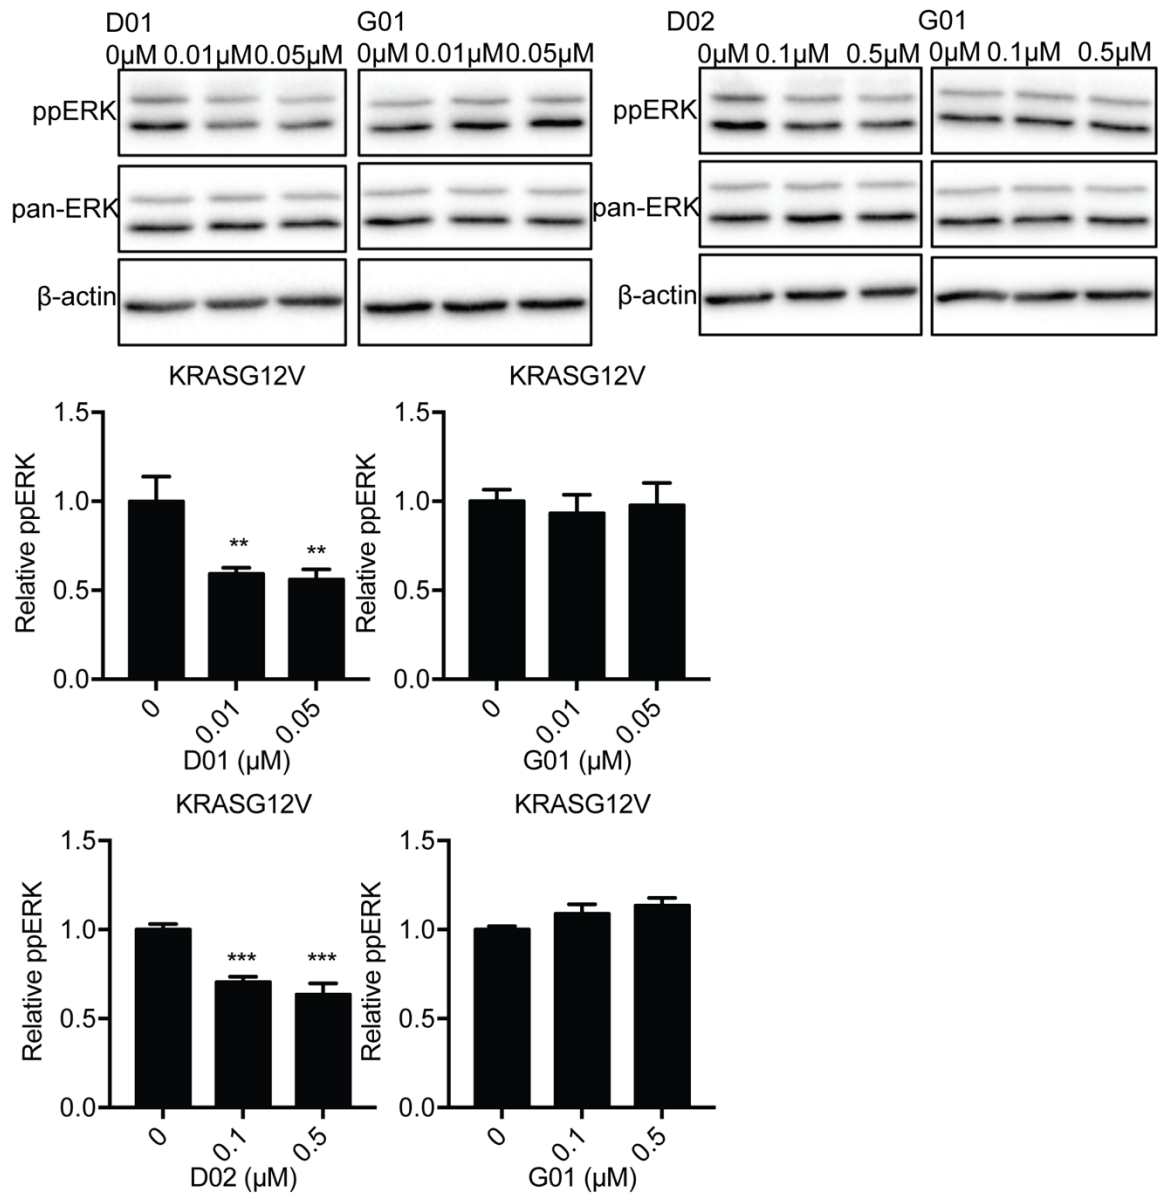 D01 G01 D02 G01
0µM 0.01µM 0.05µM 0µM 0.01µM 0.05µM 0µM 0.1µM 0.5µM 0µM 0.1µM 0.5µM
ppERK ppERK
pan-ERK pan-ERK
β-actin β-actin
KRASG12V KRASG12V
1.5 1.5
1.0 1.0
** **
0.5 0.5
0.0 0.0
Relative ppERK Relative ppERK
0 0.01 0.05 0 0.01 0.05
D01 (µM) G01 (µM)
KRASG12V KRASG12V
1.5 1.5
1.0 1.0
*** ***
0.5 0.5
0.0 0.0
Relative ppERK Relative ppERK
0 0.1 0.5 0 0.1 0.5
D02 (µM) G01 (µM)